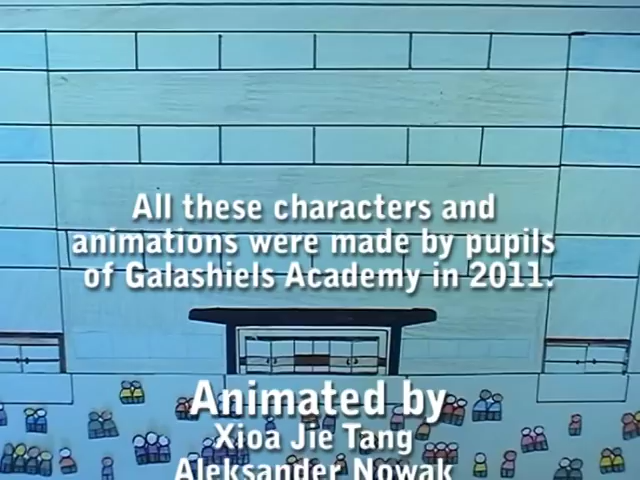 All these characters and
animations were made by pupils
of Galashiels Academy in 2011.
Animated by
Xioa Jie Tang
Aleksander Nowak